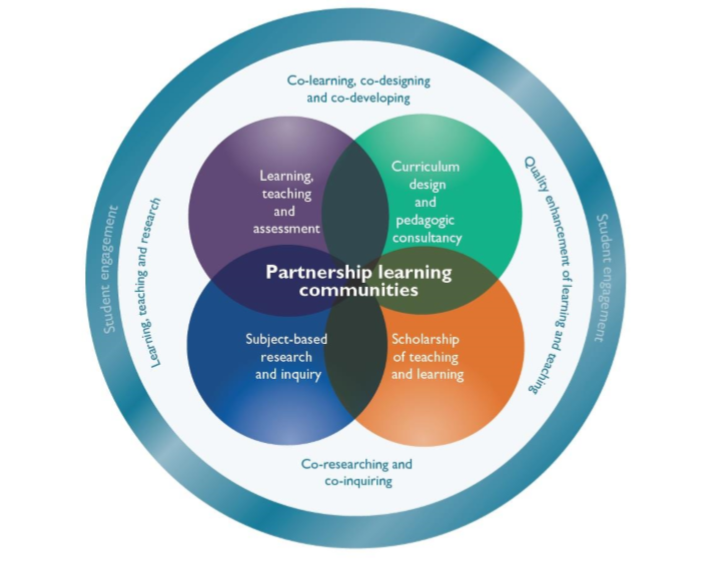 Co-learning, co-designing
and co-developing
Learning,
teaching
and
assessment
Curriculum
design
and
pedagogic
consultancy
Student engagement
Learning, teaching and research
Quality enhancement of learning and teaching
Student engagement
Partnership learning
communities
Subject-based
research
and inquiry
Scholarship
of teaching
and learning
Co-researching and
co-inquiring